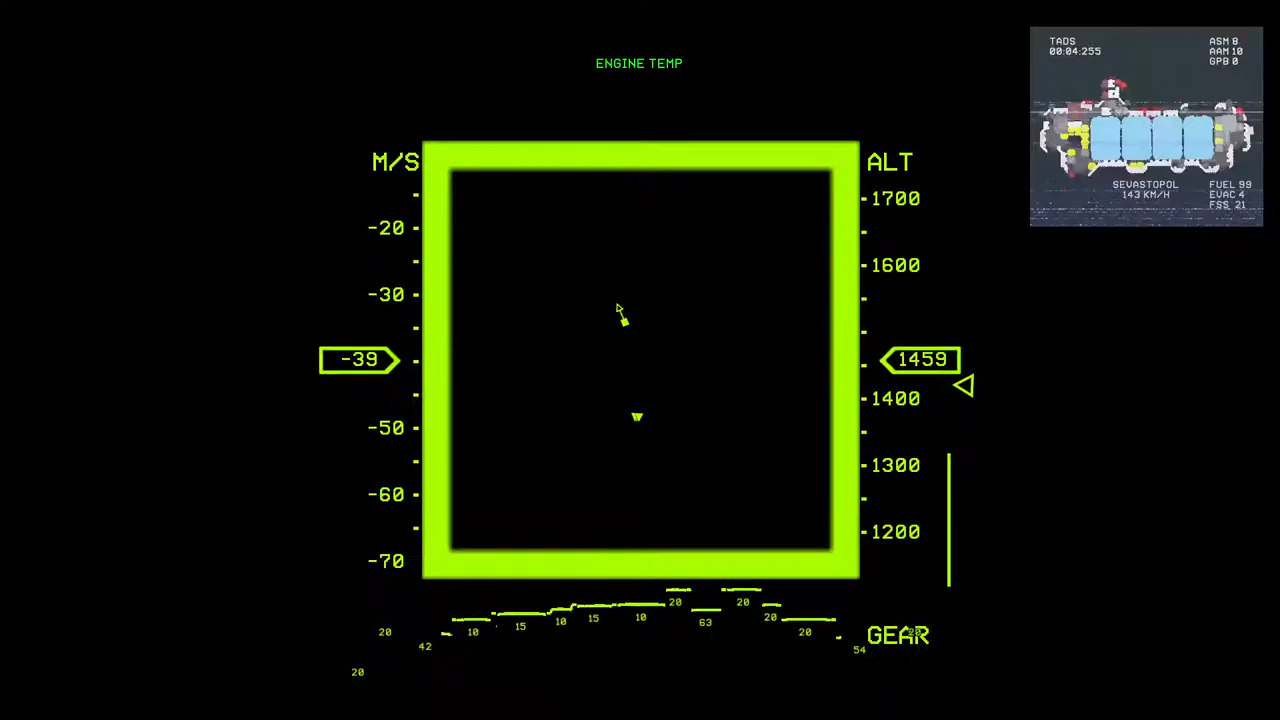 TADS
00:04:255
ASM 8
AAM 10
GPB 0
ENGINE TEMP
M/S
ALT
1700
-20
1600
-30
-39
1459
1400
-50
1300
-60
1200
-70
SEVASTOPOL
143 KM/H
FUEL 99
EVAC 4
FSS 21
20
20
10
15
10
15
10
63
20
20
20
42
54
GEAR
20
20